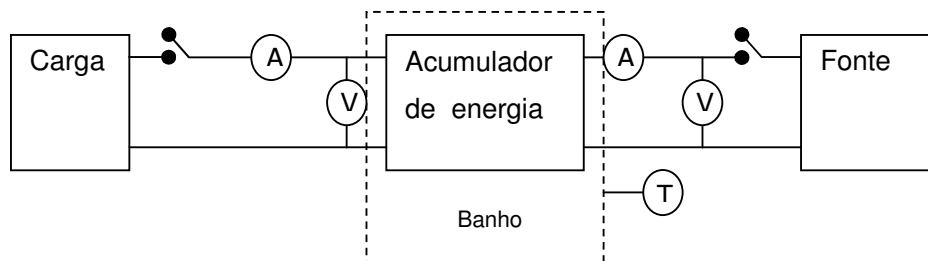 Carga
A
V
Acumulador
de energia
A
V
Fonte
T
Banho